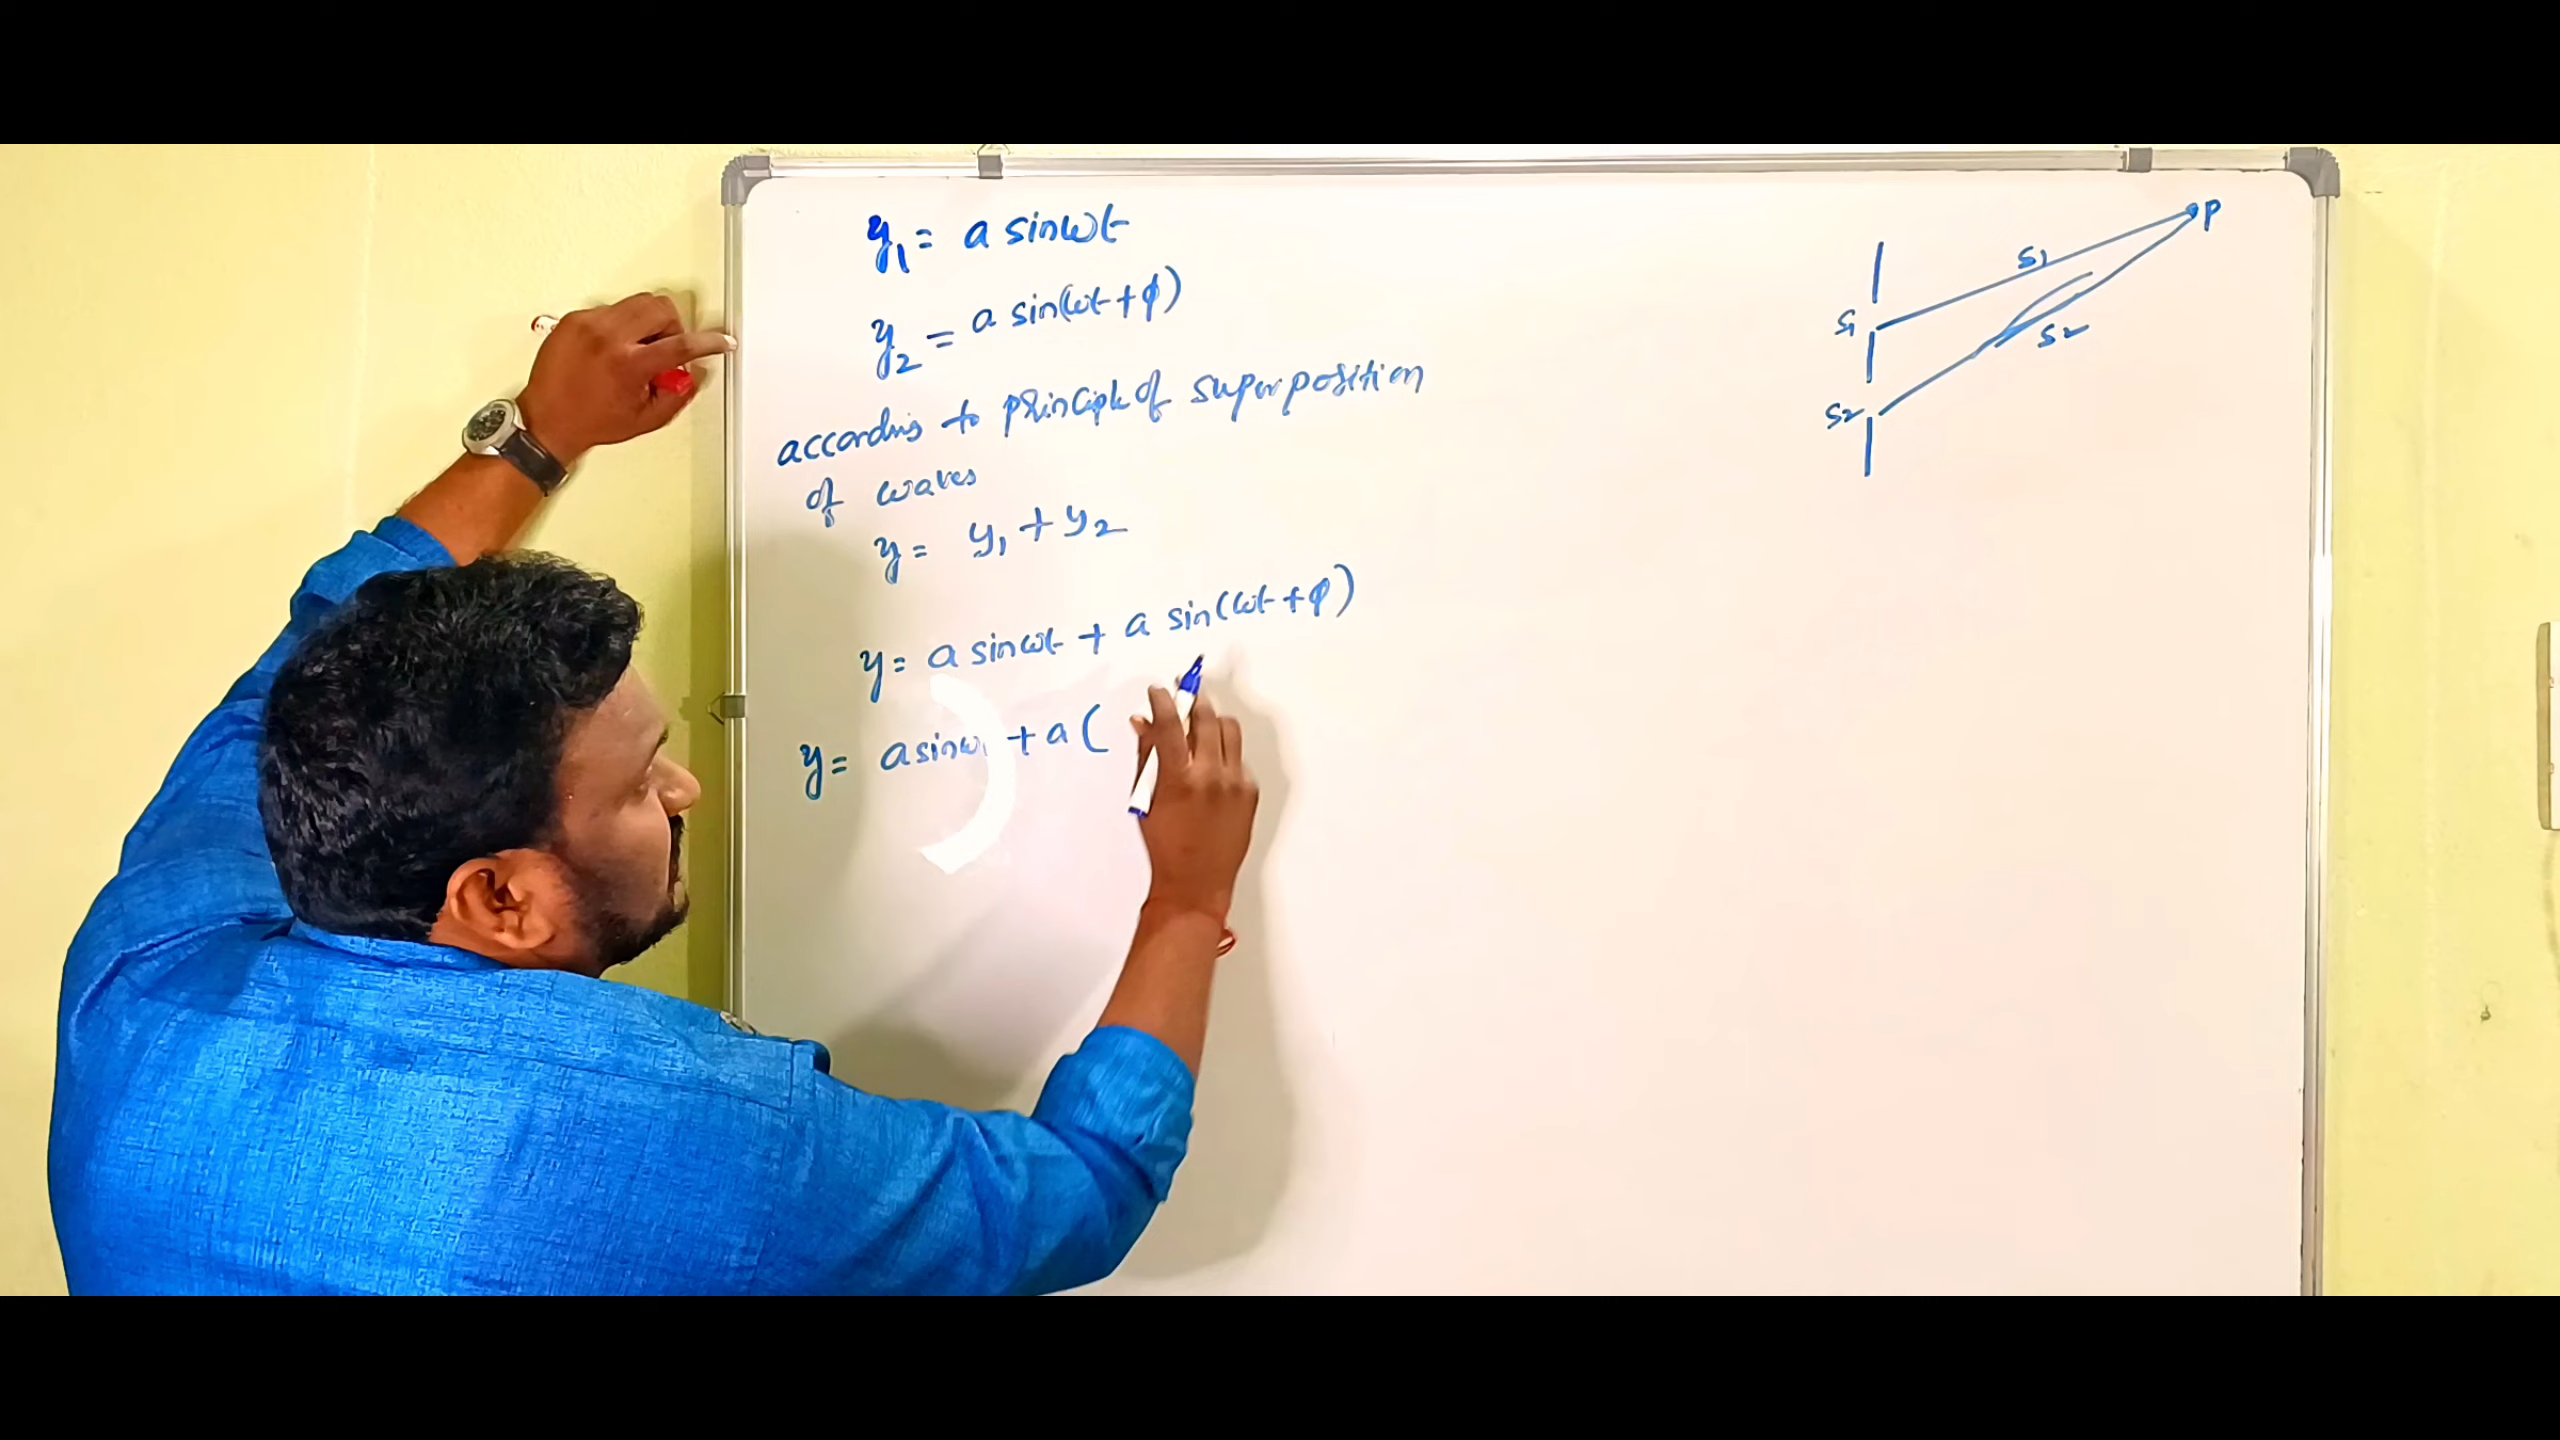 y₁ = a sinωt
y₂ = a sin(ωt + φ)
accordns to principle of superposition
of waves
y = y₁ + y₂
y = a sinωt + a sin(ωt + φ)
y = a sinω + a (
P
S₁
S₁
S₂
S₂